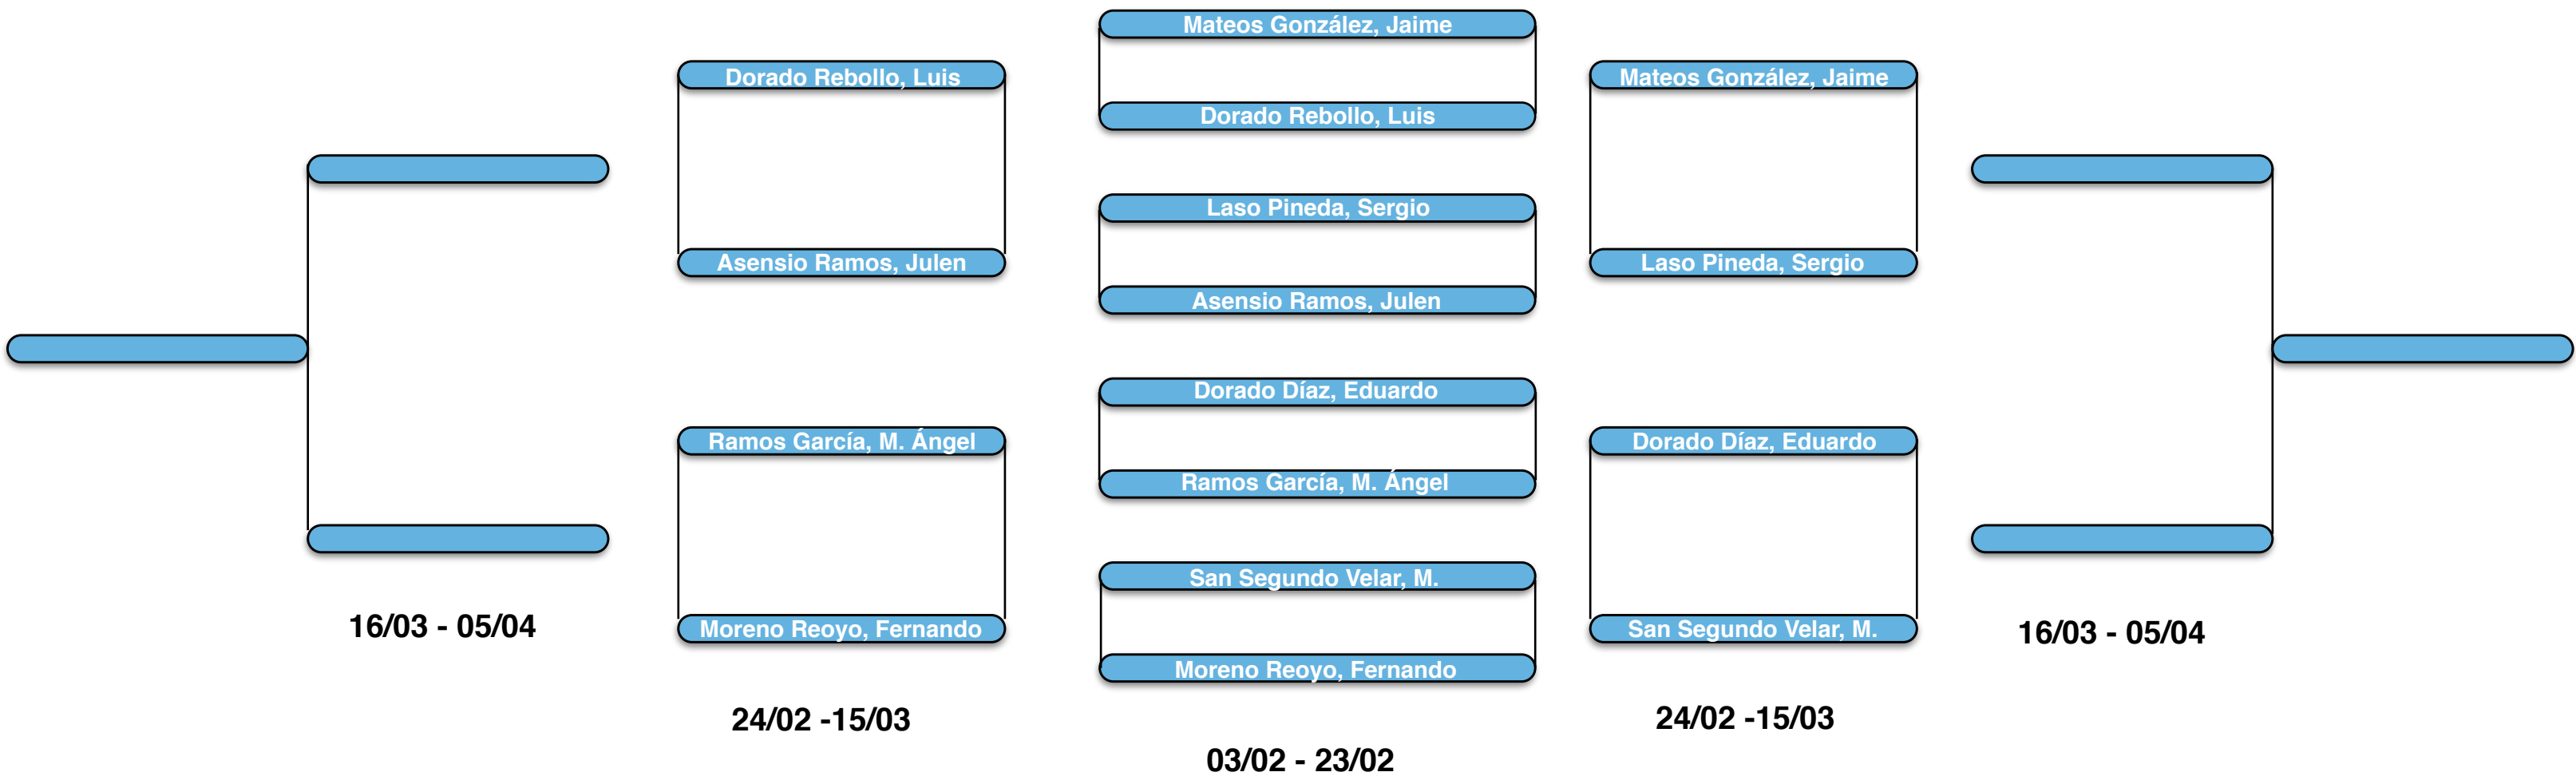 Mateos González, Jaime
Dorado Rebollo, Luis
Mateos González, Jaime
Dorado Rebollo, Luis
Laso Pineda, Sergio
Asensio Ramos, Julen
Laso Pineda, Sergio
Asensio Ramos, Julen
Dorado Díaz, Eduardo
Ramos García, M. Ángel
Dorado Díaz, Eduardo
Ramos García, M. Ángel
San Segundo Velar, M.
Moreno Reoyo, Fernando
San Segundo Velar, M.
16/03 - 05/04
16/03 - 05/04
Moreno Reoyo, Fernando
24/02 -15/03
24/02 -15/03
03/02 - 23/02